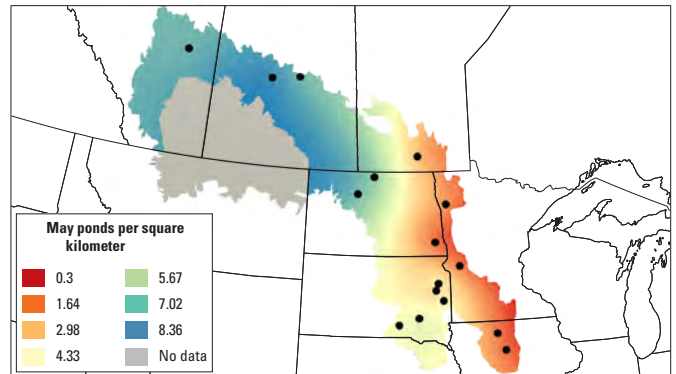 May ponds per square
kilometer
0.3
1.64
2.98
4.33
5.67
7.02
8.36
No data